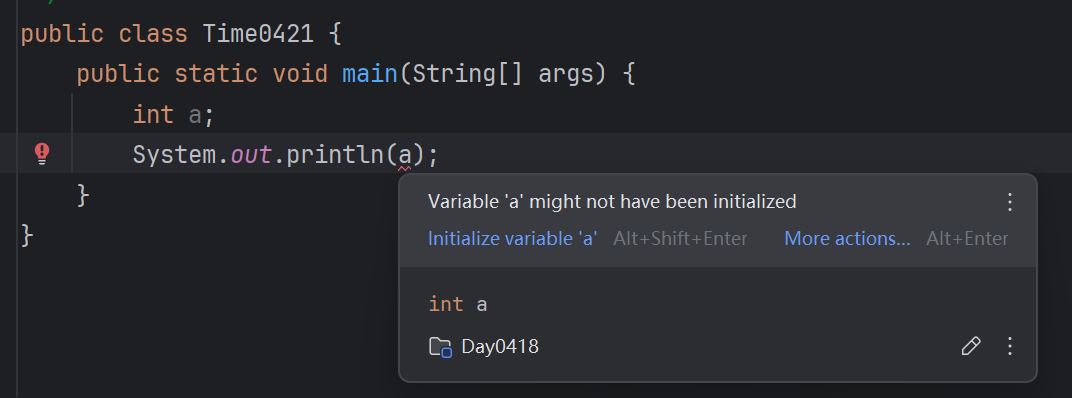 public class Time0421 {
public static void main(String[] args) {
int a;
System.out.println(a);
}
}
Variable 'a' might not have been initialized
Initialize variable 'a' Alt+Shift+Enter More actions... Alt+Enter
int a
Day0418